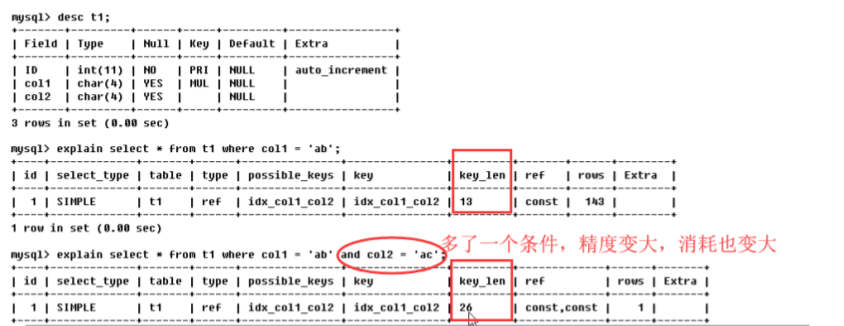 mysql> desc t1;
+-------+---------+------+-----+---------+----------------+
| Field | Type | Null | Key | Default | Extra |
+-------+---------+------+-----+---------+----------------+
| ID | int(11) | NO | PRI | NULL | auto_increment |
| col1 | char(4) | YES | MUL | NULL | |
| col2 | char(4) | YES | | NULL | |
+-------+---------+------+-----+---------+----------------+
3 rows in set (0.00 sec)
mysql> explain select * from t1 where col1 = 'ab';
+----+-------------+-------+------+---------------+---------------+---------+-------+------+-------+
| id | select_type | table | type | possible_keys | key | key_len | ref | rows | Extra |
+----+-------------+-------+------+---------------+---------------+---------+-------+------+-------+
| 1 | SIMPLE | t1 | ref | idx_col1_col2 | idx_col1_col2 | 13 | const | 143 | |
+----+-------------+-------+------+---------------+---------------+---------+-------+------+-------+
1 row in set (0.00 sec)
mysql> explain select * from t1 where col1 = 'ab' and col2 = 'ac'; 多了一个条件，精度变大，消耗也变大
+----+-------------+-------+------+---------------+---------------+---------+-------------+------+-------+
| id | select_type | table | type | possible_keys | key | key_len | ref | rows | Extra |
+----+-------------+-------+------+---------------+---------------+---------+-------------+------+-------+
| 1 | SIMPLE | t1 | ref | idx_col1_col2 | idx_col1_col2 | 26 | const,const | 1 | |
+----+-------------+-------+------+---------------+---------------+---------+-------------+------+-------+